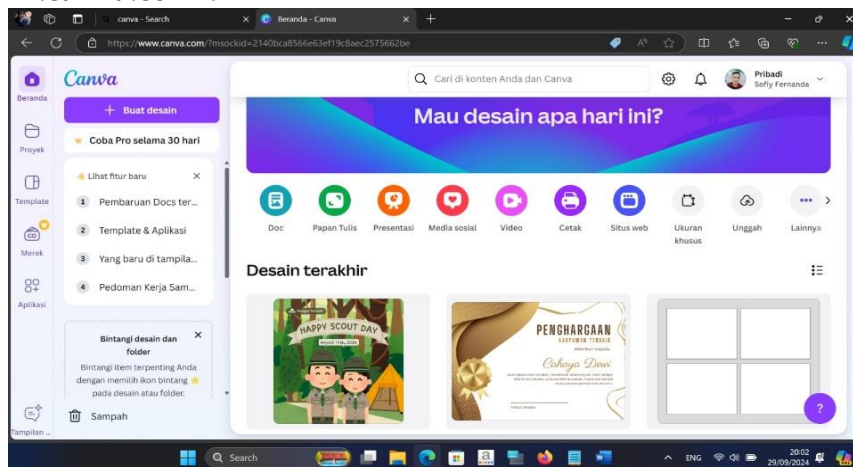 canva - Search
Beranda - Canva
https://www.canva.com/?msockid=2140bca8566e63ef19c8aec2575662be
Canva
Cari di konten Anda dan Canva
Pribadi
Sofiy Fernanda
Beranda
Proyek
Template
Merek
Aplikasi
Tampilan ...
+ Buat desain
Coba Pro selama 30 hari
Lihat fitur baru
1 Pembaruan Docs ter...
2 Template & Aplikasi
3 Yang baru di tampila...
4 Pedoman Kerja Sam...
Bintangi desain dan
folder
Bintangi item terpenting Anda
dengan memilih ikon bintang
pada desain atau folder.
Sampah
Mau desain apa hari ini?
Doc
Papan Tulis
Presentasi
Media sosial
Video
Cetak
Situs web
Ukuran
khusus
Unggah
Lainnya
Desain terakhir
HAPPY SCOUT DAY
PENGHARGAAN
KARYAWAN TERBAIK
Cahaya Dewi
?
Search
ENG
20:02
29/09/2024